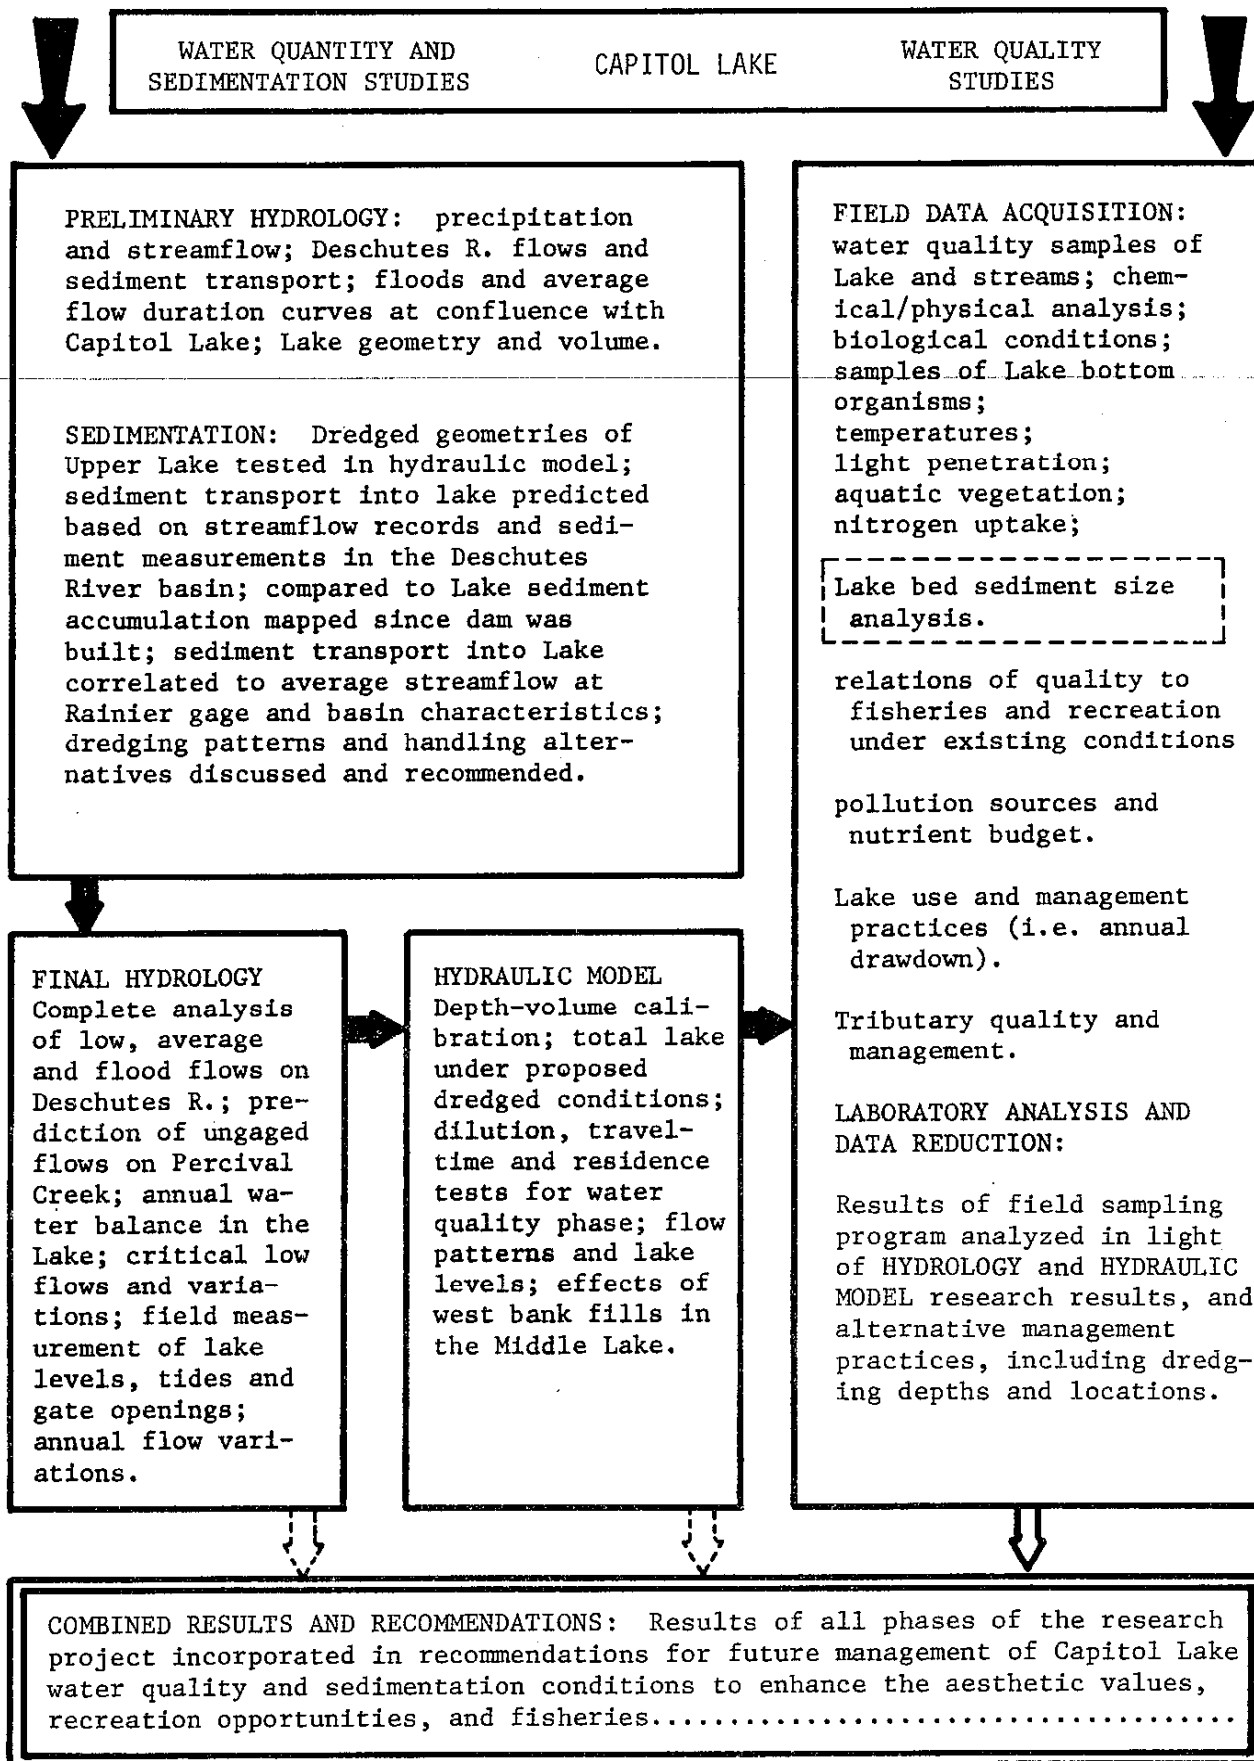 WATER QUANTITY AND
SEDIMENTATION STUDIES
CAPITOL LAKE
WATER QUALITY
STUDIES
PRELIMINARY HYDROLOGY: precipitation
and streamflow; Deschutes R. flows and
sediment transport; floods and average
flow duration curves at confluence with
Capitol Lake; Lake geometry and volume.
SEDIMENTATION: Dredged geometries of
Upper Lake tested in hydraulic model;
sediment transport into lake predicted
based on streamflow records and sedi-
ment measurements in the Deschutes
River basin; compared to Lake sediment
accumulation mapped since dam was
built; sediment transport into Lake
correlated to average streamflow at
Rainier gage and basin characteristics;
dredging patterns and handling alter-
natives discussed and recommended.
FINAL HYDROLOGY
Complete analysis
of low, average
and flood flows on
Deschutes R.; pre-
diction of ungaged
flows on Percival
Creek; annual wa-
ter balance in the
Lake; critical low
flows and varia-
tions; field meas-
urement of lake
levels, tides and
gate openings;
annual flow vari-
ations.
HYDRAULIC MODEL
Depth-volume cali-
bration; total lake
under proposed
dredged conditions;
dilution, travel-
time and residence
tests for water
quality phase; flow
patterns and lake
levels; effects of
west bank fills in
the Middle Lake.
FIELD DATA ACQUISITION:
water quality samples of
Lake and streams; chem-
ical/physical analysis;
biological conditions;
samples of Lake bottom
organisms;
temperatures;
light penetration;
aquatic vegetation;
nitrogen uptake;
Lake bed sediment size
analysis.
relations of quality to
fisheries and recreation
under existing conditions
pollution sources and
nutrient budget.
Lake use and management
practices (i.e. annual
drawdown).
Tributary quality and
management.
LABORATORY ANALYSIS AND
DATA REDUCTION:
Results of field sampling
program analyzed in light
of HYDROLOGY and HYDRAULIC
MODEL research results, and
alternative management
practices, including dredg-
ing depths and locations.
COMBINED RESULTS AND RECOMMENDATIONS: Results of all phases of the research
project incorporated in recommendations for future management of Capitol Lake
water quality and sedimentation conditions to enhance the aesthetic values,
recreation opportunities, and fisheries.....................................